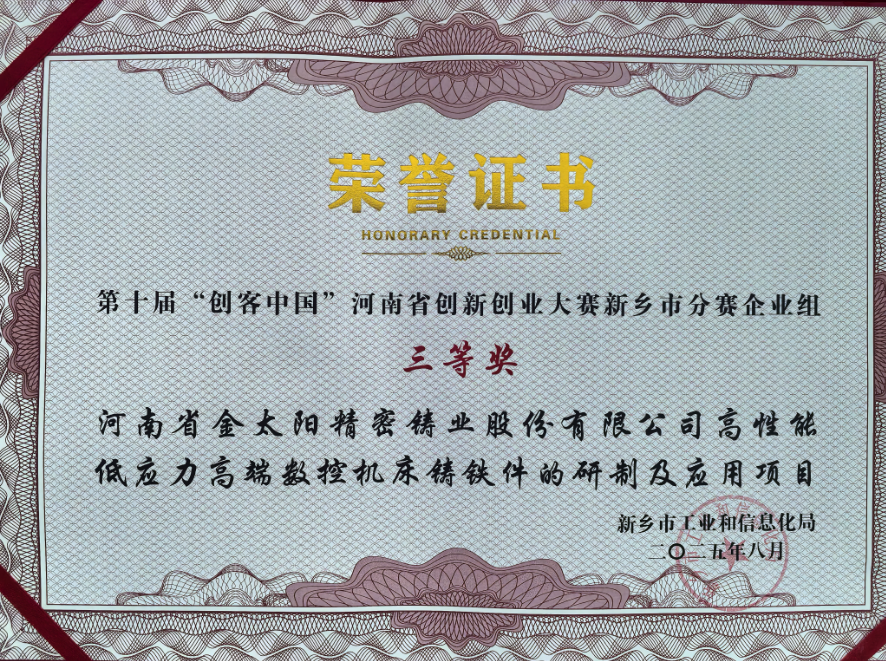 荣誉证书
HONORARY CREDENTIAL
第十届“创客中国”河南省创新创业大赛新乡市分赛企业组
三等奖
河南省金太阳精密铸业股份有限公司高性能
低应力高端数控机床铸铁件的研制及应用项目
新乡市工业和信息化局
二〇二五年八月